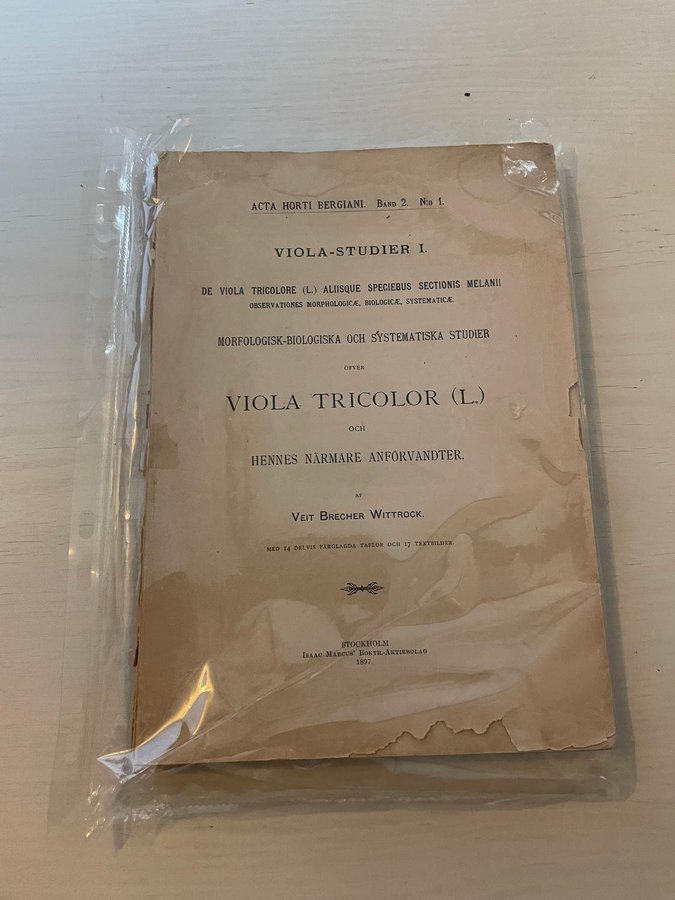 ACTA HORTI BERGIANI. BAND 2. N:o 1.
VIOLA-STUDIER I.
DE VIOLA TRICOLORE (L.) ALIISQUE SPECIEBUS SECTIONIS MELANII
OBSERVATIONES MORPHOLOGICÆ, BIOLOGICÆ, SYSTEMATICÆ.
MORFOLOGISK-BIOLOGISKA OCH SYSTEMATISKA STUDIER
ÖFVER
VIOLA TRICOLOR (L.)
OCH
HENNES NÄRMARE ANFÖRVANDTER.
AF
VEIT BRECHER WITTROCK.
MED 14 DELVIS FÄRGLAGDA TAFLOR OCH 17 TEXTBILDER.
STOCKHOLM
ISAAC MARCUS' BOKTR.-AKTIEBOLAG
1897.